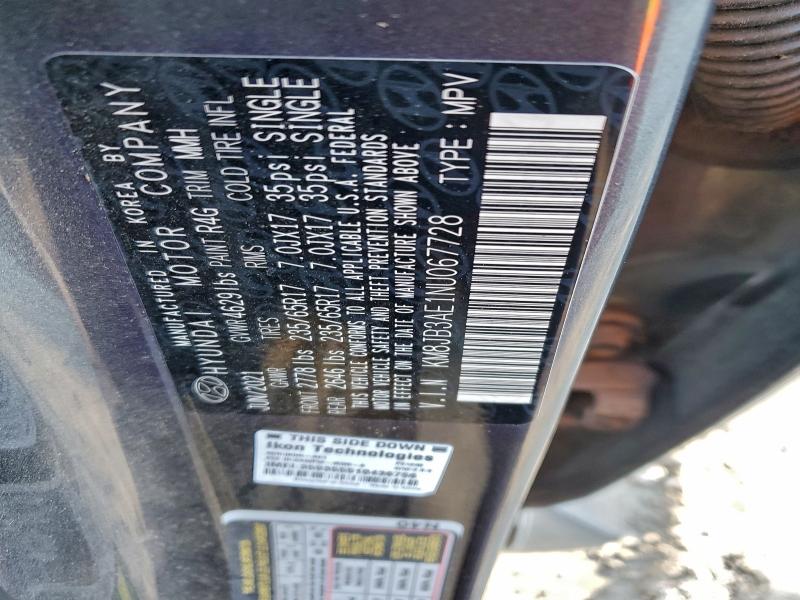 MANUFACTURED IN KOREA BY
HYUNDAI MOTOR COMPANY
JUN/2021 GVWR 4629 lbs PAINT R4G TRIM MMH
GAWR TIRES RIMS COLD TIRE INFL
FRONT 2778 lbs 235/65R17 7.0JX17 35psi SINGLE
REAR 2646 lbs 235/65R17 7.0JX17 35psi SINGLE
THIS VEHICLE CONFORMS TO ALL APPLICABLE U.S.A. FEDERAL
MOTOR VEHICLE SAFETY AND THEFT PREVENTION STANDARDS
IN EFFECT ON THE DATE OF MANUFACTURE SHOWN ABOVE.
V.I.N KM8JB3AE1NU067728 TYPE : MPV
THIS SIDE DOWN
Ikon Technologies